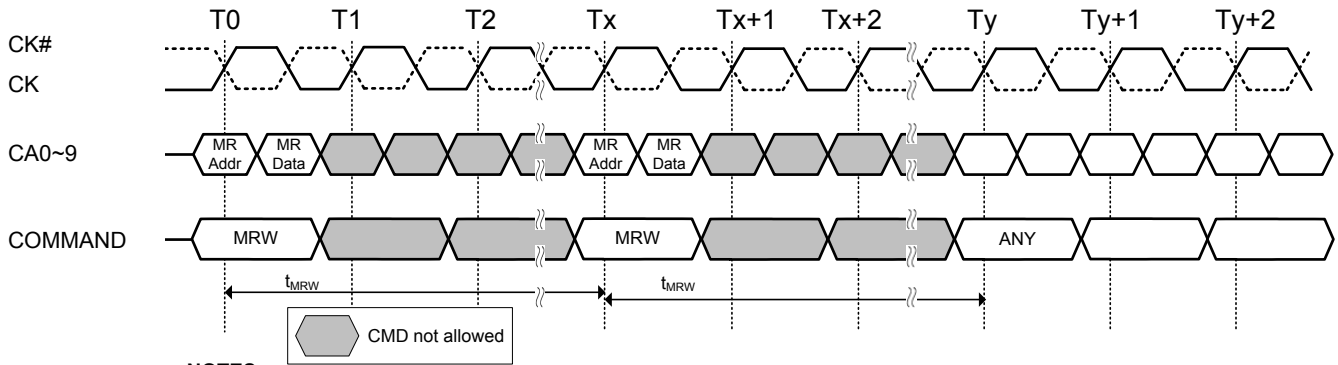 T0 T1 T2 Tx Tx+1 Tx+2 Ty Ty+1 Ty+2
CK#
CK
CA0~9 MR Addr MR Data MR Addr MR Data
COMMAND MRW MRW ANY
tMRW tMRW
CMD not allowed